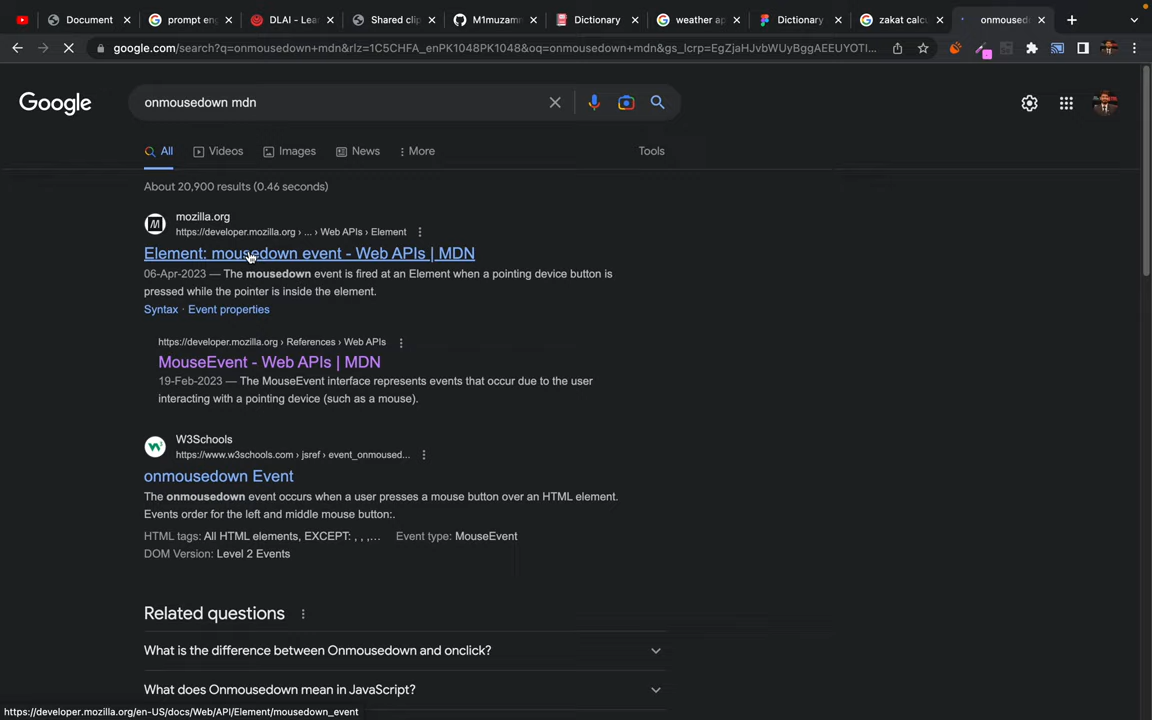 Document
prompt en
DLAI - Lea
Shared clip
M1muzamm
Dictionary
weather ap
Dictionary
zakat calcu
onmoused
google.com/search?q=onmousedown+mdn&rlz=1C5CHFA_enPK1048PK1048&oq=onmousedown+mdn&gs_lcrp=EgZjaHJvbWUyBggAEEUYOTI...
Google
onmousedown mdn
All
Videos
Images
News
More
Tools
About 20,900 results (0.46 seconds)
mozilla.org
https://developer.mozilla.org › ... › Web APIs › Element
Element: mousedown event - Web APIs | MDN
06-Apr-2023 — The mousedown event is fired at an Element when a pointing device button is
pressed while the pointer is inside the element.
Syntax · Event properties
https://developer.mozilla.org › References › Web APIs
MouseEvent - Web APIs | MDN
19-Feb-2023 — The MouseEvent interface represents events that occur due to the user
interacting with a pointing device (such as a mouse).
W3Schools
https://www.w3schools.com › jsref › event_onmoused...
onmousedown Event
The onmousedown event occurs when a user presses a mouse button over an HTML element.
Events order for the left and middle mouse button:.
HTML tags: All HTML elements, EXCEPT: , , ,... Event type: MouseEvent
DOM Version: Level 2 Events
Related questions
What is the difference between Onmousedown and onclick?
What does Onmousedown mean in JavaScript?
https://developer.mozilla.org/en-US/docs/Web/API/Element/mousedown_event